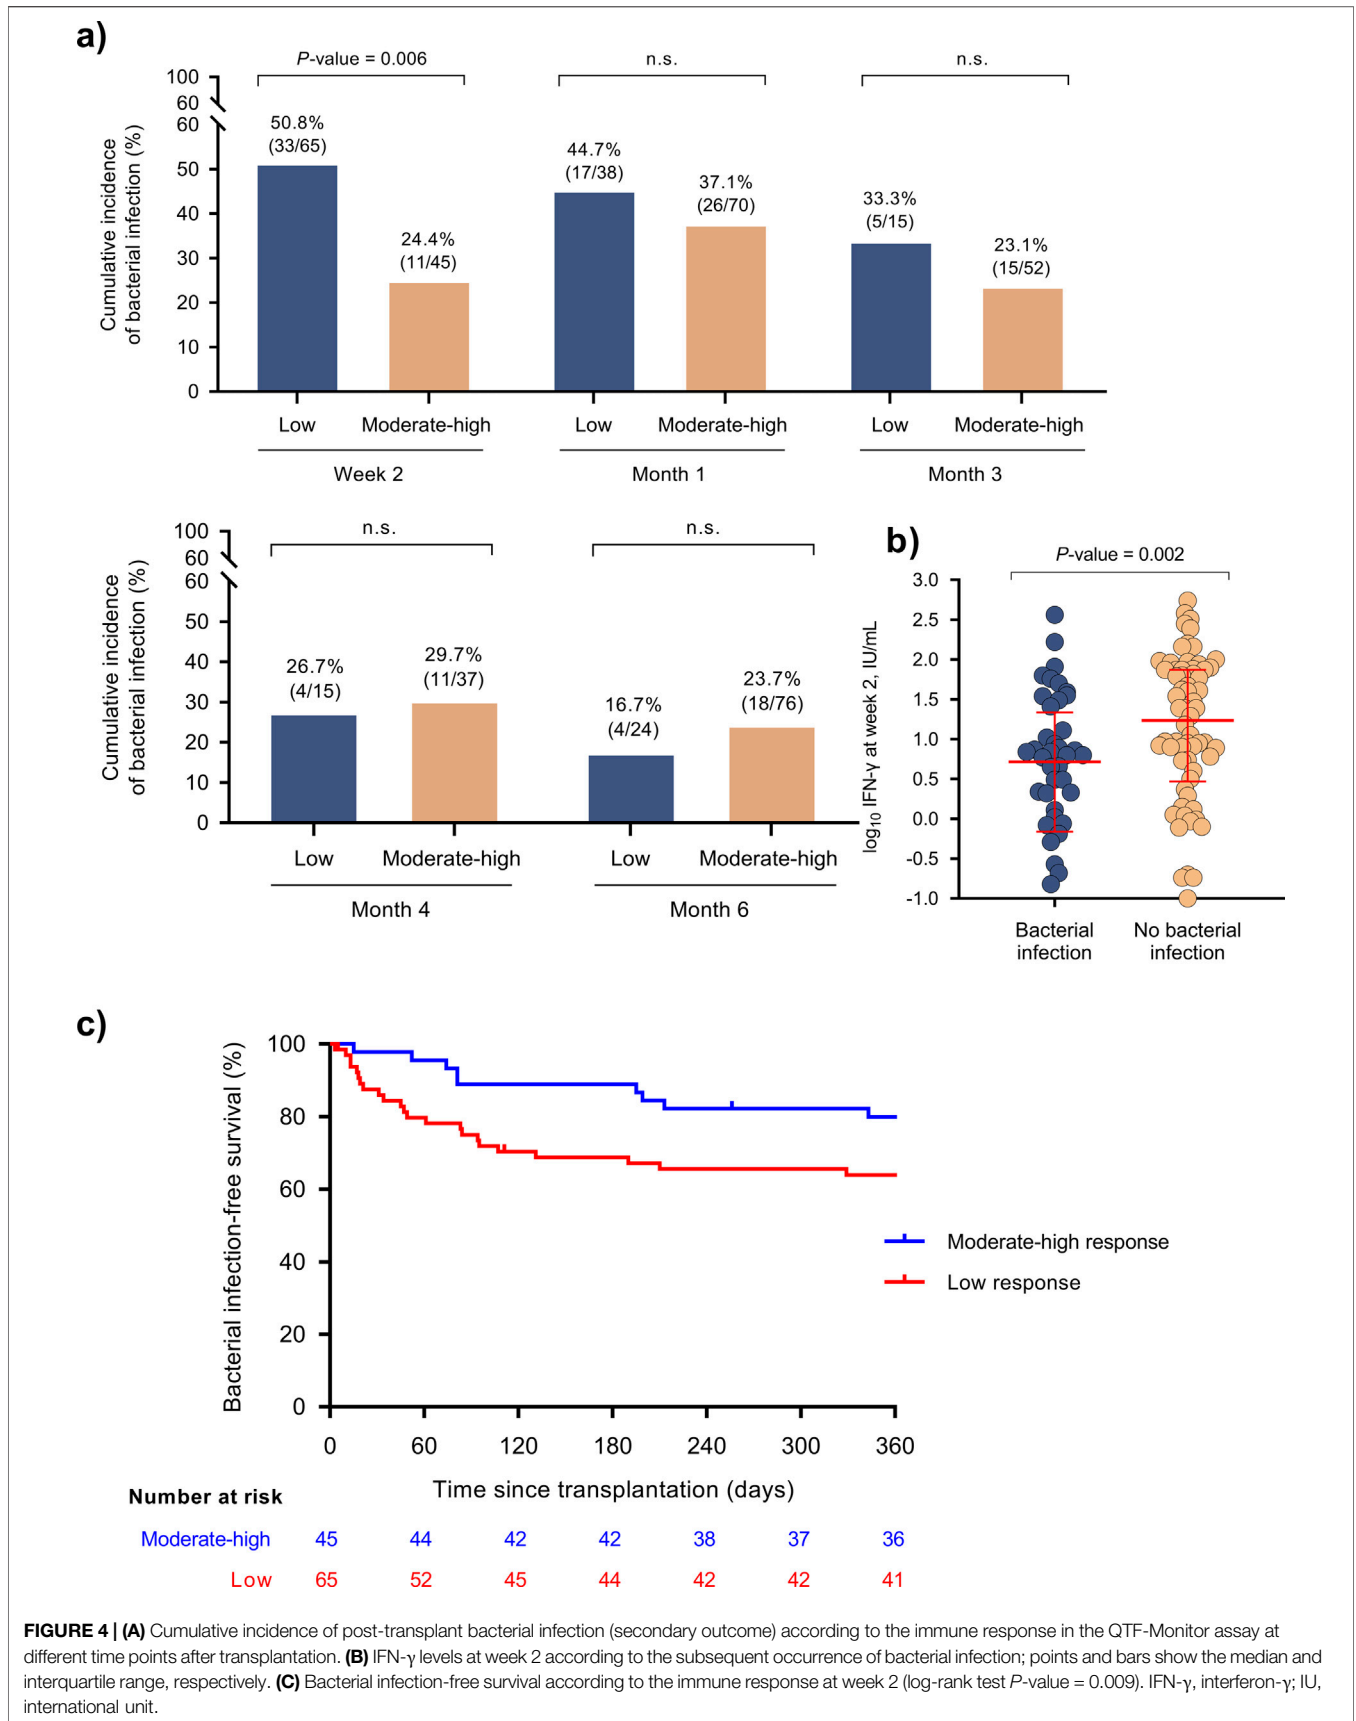 a)
P-value = 0.006
n.s.
n.s.
100
60
60
50
40
30
20
10
0
Cumulative incidence
of bacterial infection (%)
50.8%
(33/65)
24.4%
(11/45)
44.7%
(17/38)
37.1%
(26/70)
33.3%
(5/15)
23.1%
(15/52)
Low
Moderate-high
Low
Moderate-high
Low
Moderate-high
Week 2
Month 1
Month 3
n.s.
n.s.
100
60
60
50
40
30
20
10
0
Cumulative incidence
of bacterial infection (%)
26.7%
(4/15)
29.7%
(11/37)
16.7%
(4/24)
23.7%
(18/76)
Low
Moderate-high
Low
Moderate-high
Month 4
Month 6
b)
P-value = 0.002
3.0
2.5
2.0
1.5
1.0
0.5
0.0
-0.5
-1.0
log10 IFN-γ at week 2, IU/mL
Bacterial
infection
No bacterial
infection
c)
100
80
60
40
20
0
Bacterial infection-free survival (%)
Moderate-high response
Low response
0 60 120 180 240 300 360
Time since transplantation (days)
Number at risk
Moderate-high 45 44 42 42 38 37 36
Low 65 52 45 44 42 42 41
FIGURE 4 | (A) Cumulative incidence of post-transplant bacterial infection (secondary outcome) according to the immune response in the QTF-Monitor assay at
different time points after transplantation. (B) IFN-γ levels at week 2 according to the subsequent occurrence of bacterial infection; points and bars show the median and
interquartile range, respectively. (C) Bacterial infection-free survival according to the immune response at week 2 (log-rank test P-value = 0.009). IFN-γ, interferon-γ; IU,
international unit.